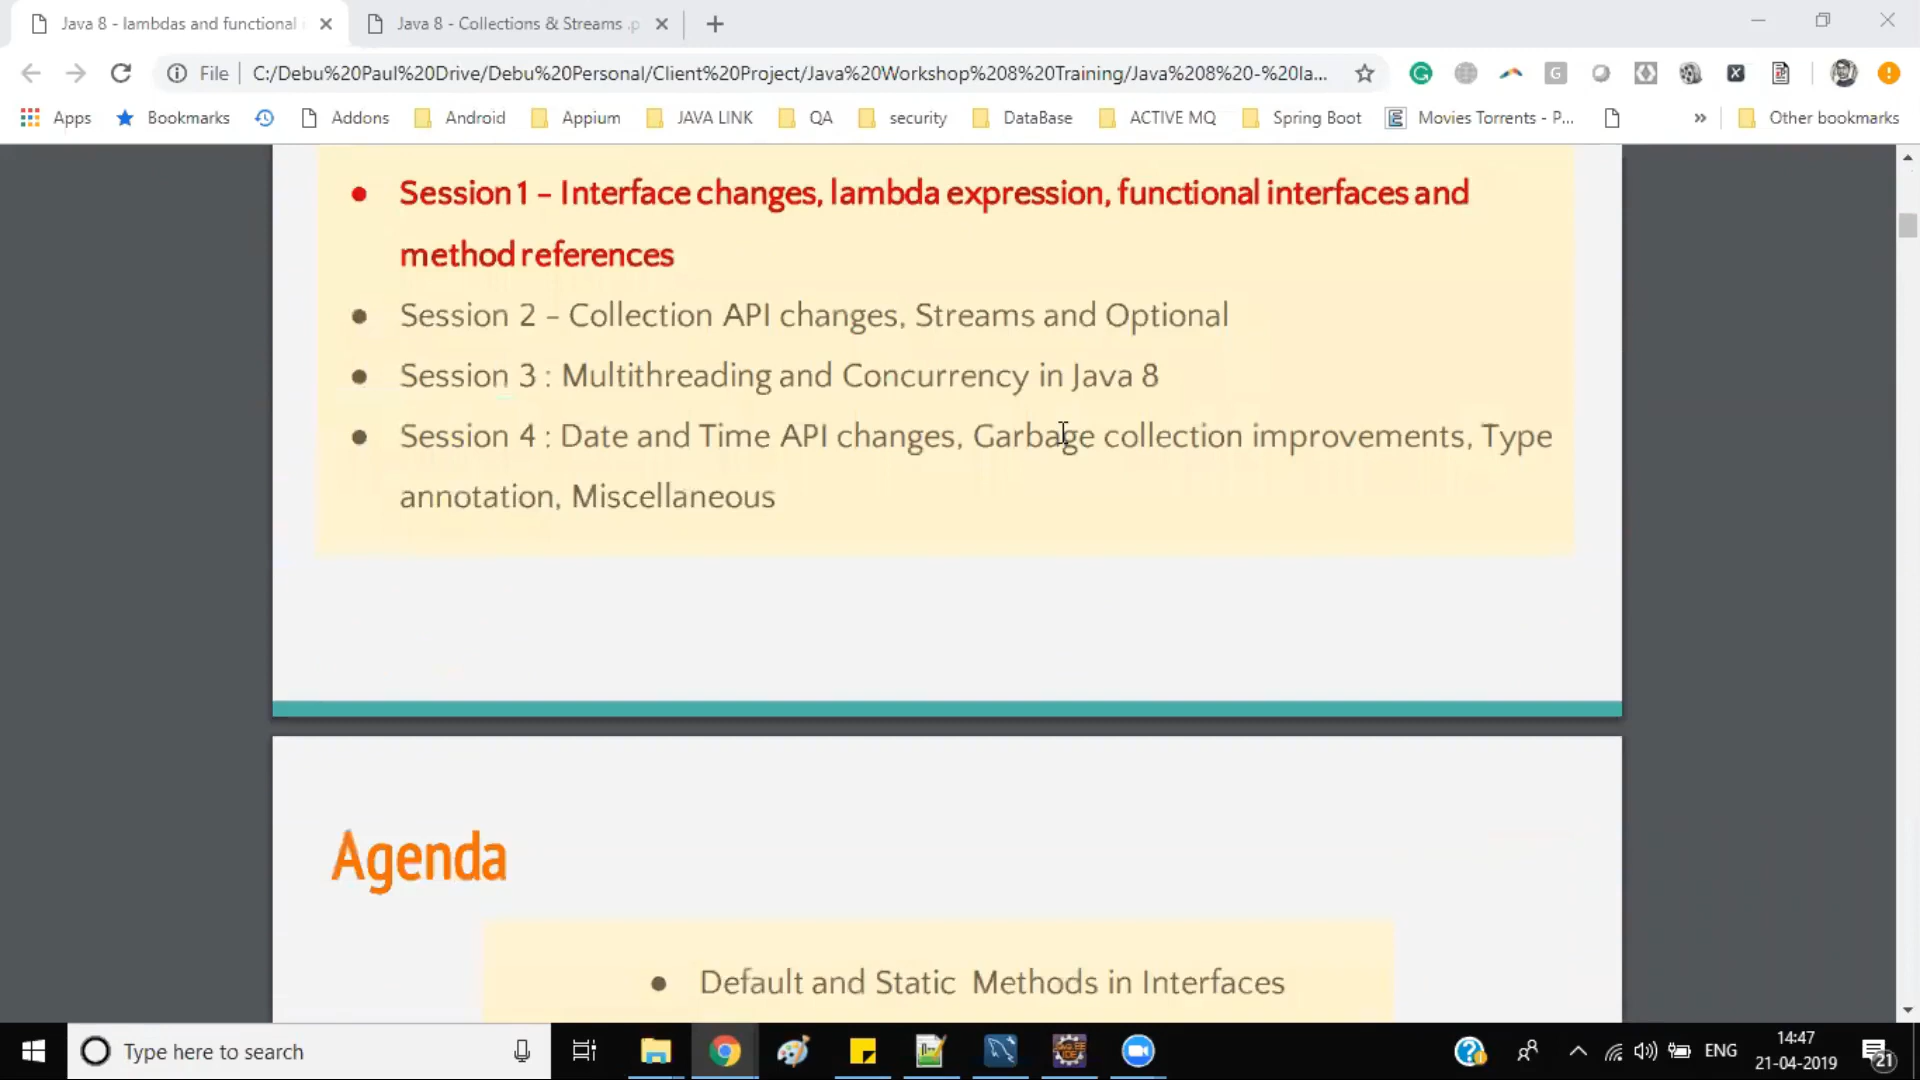 Java 8 - lambdas and functional
Java 8 - Collections & Streams .p
File
C:/Debu%20Paul%20Drive/Debu%20Personal/Client%20Project/Java%20Workshop%208%20Training/Java%208%20-%20la...
Apps
Bookmarks
Addons
Android
Appium
JAVA LINK
QA
security
DataBase
ACTIVE MQ
Spring Boot
Movies Torrents - P...
»
Other bookmarks
• Session 1 – Interface changes, lambda expression, functional interfaces and
method references
• Session 2 – Collection API changes, Streams and Optional
• Session 3 : Multithreading and Concurrency in Java 8
• Session 4 : Date and Time API changes, Garbage collection improvements, Type
annotation, Miscellaneous
Agenda
• Default and Static Methods in Interfaces
Type here to search
ENG
14:47
21-04-2019
21